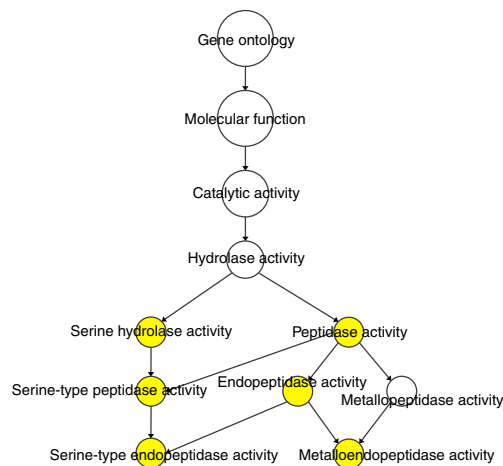 Gene ontology
Molecular function
Catalytic activity
Hydrolase activity
Serine hydrolase activity
Peptidase activity
Serine-type peptidase activity
Endopeptidase activity
Metallopeptidase activity
Serine-type endopeptidase activity
Metalloendopeptidase activity